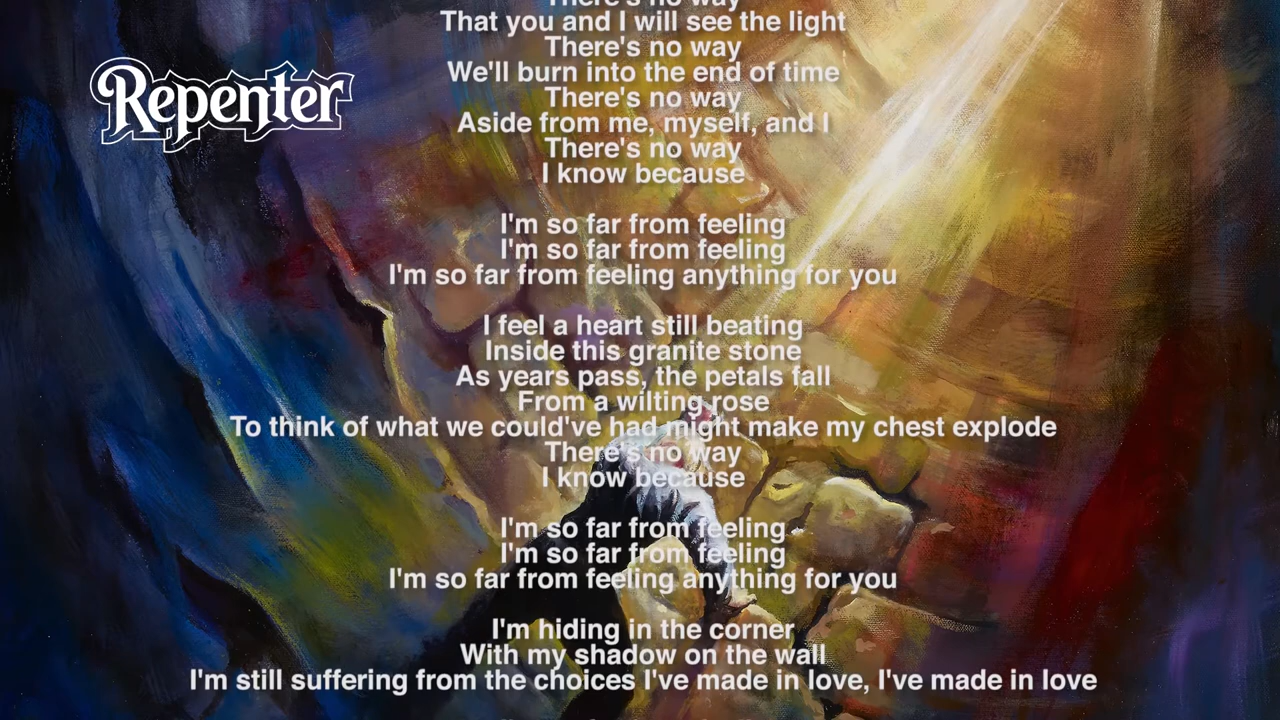 There's no way
That you and I will see the light
There's no way
We'll burn into the end of time
There's no way
Aside from me, myself, and I
There's no way
I know because
Repenter
I'm so far from feeling
I'm so far from feeling
I'm so far from feeling anything for you
I feel a heart still beating
Inside this granite stone
As years pass, the petals fall
From a wilting rose
To think of what we could've had might make my chest explode
There's no way
I know because
I'm so far from feeling
I'm so far from feeling
I'm so far from feeling anything for you
I'm hiding in the corner
With my shadow on the wall
I'm still suffering from the choices I've made in love, I've made in love